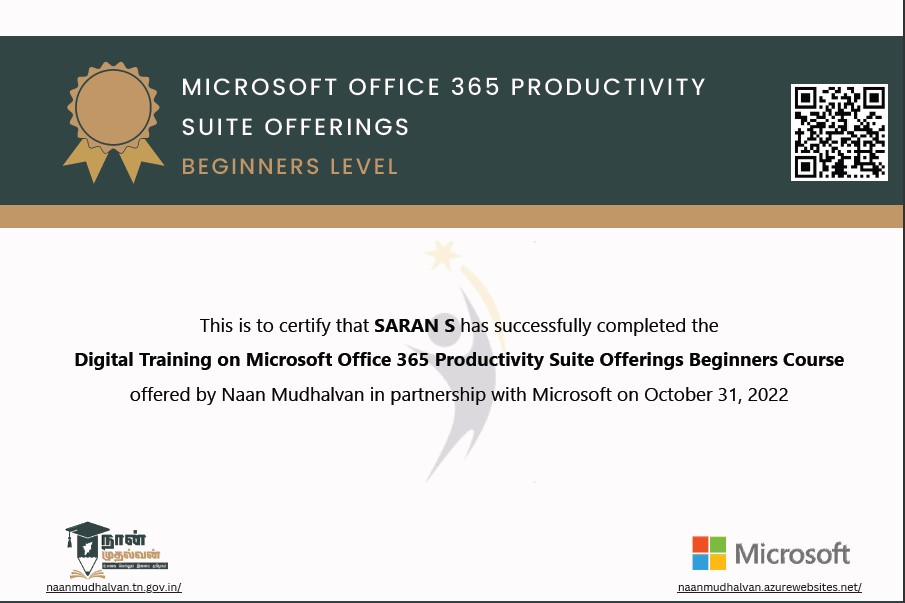 MICROSOFT OFFICE 365 PRODUCTIVITY
SUITE OFFERINGS
BEGINNERS LEVEL
This is to certify that SARAN S has successfully completed the
Digital Training on Microsoft Office 365 Productivity Suite Offerings Beginners Course
offered by Naan Mudhalvan in partnership with Microsoft on October 31, 2022
நான்
முதல்வன்
Microsoft
naanmudhalvan.tn.gov.in/
naanmudhalvan.azurewebsites.net/